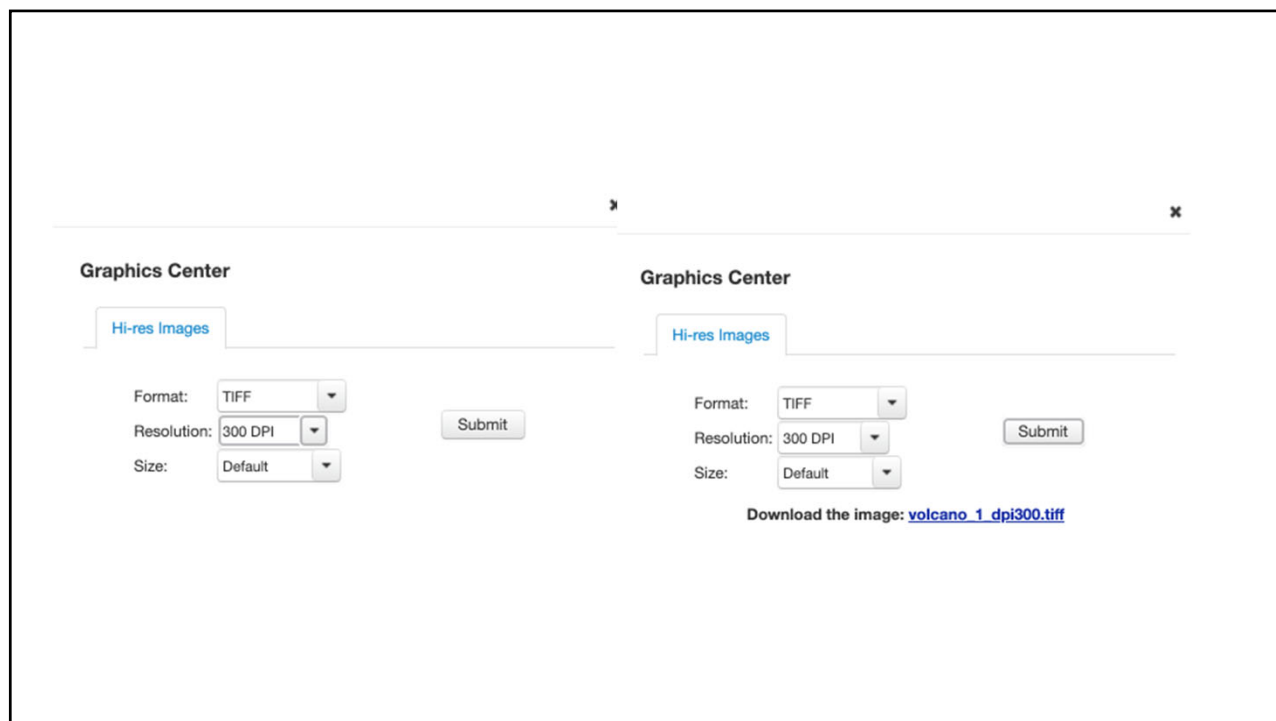 Graphics Center
Hi-res Images
Format: TIFF
Resolution: 300 DPI
Submit
Size: Default
Graphics Center
Hi-res Images
Format: TIFF
Resolution: 300 DPI
Submit
Size: Default
Download the image: volcano_1_dpi300.tiff